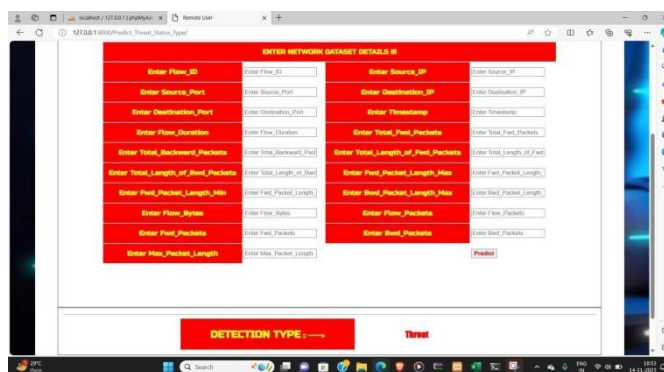 localhost / 127.0.0.1 | phpMyAd
Remote User
127.0.0.1:8000/Predict_Threat_Status_Type/
ENTER NETWORK DATASET DETAILS !!!
Enter Flow_ID Enter Flow_ID Enter Source_IP Enter Source_IP
Enter Source_Port Enter Source_Port Enter Destination_IP Enter Destination_IP
Enter Destination_Port Enter Destination_Port Enter Timestamp Enter Timestamp
Enter Flow_Duration Enter Flow_Duration Enter Total_Fwd_Packets Enter Total_Fwd_Packets
Enter Total_Backward_Packets Enter Total_Backward_Pack Enter Total_Length_of_Fwd_Packets Enter Total_Length_of_Fwd
Enter Total_Length_of_Bwd_Packets Enter Total_Length_of_Bwd Enter Fwd_Packet_Length_Max Enter Fwd_Packet_Length_
Enter Fwd_Packet_Length_Min Enter Fwd_Packet_Length_ Enter Bwd_Packet_Length_Max Enter Bwd_Packet_Length_
Enter Flow_Bytes Enter Flow_Bytes Enter Flow_Packets Enter Flow_Packets
Enter Fwd_Packets Enter Fwd_Packets Enter Bwd_Packets Enter Bwd_Packets
Enter Max_Packet_Length Enter Max_Packet_Length Predict
DETECTION TYPE :: Threat
29°C
Haze
Search
ENG
IN
18:53
14-11-2023